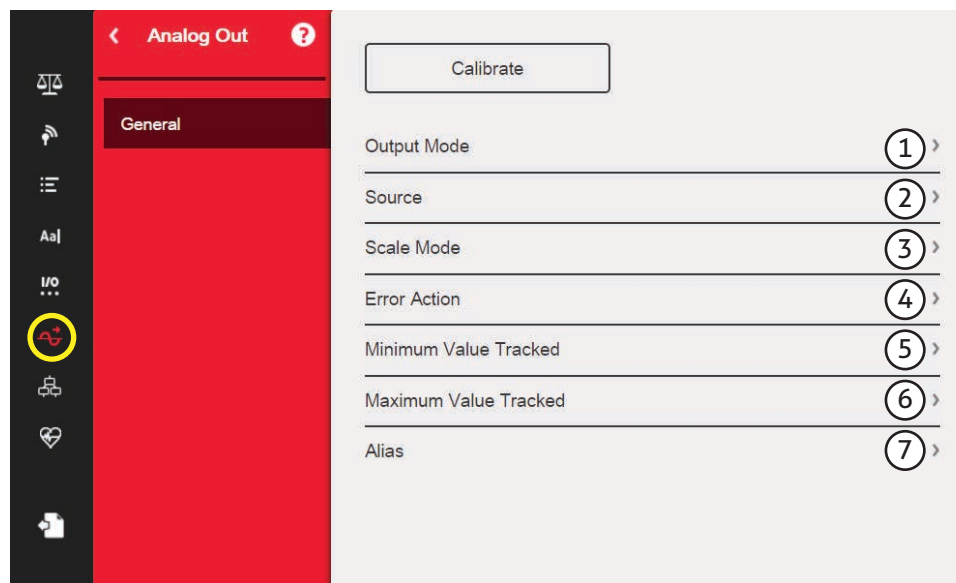 Analog Out ?
General
Calibrate
Output Mode 1
Source 2
Scale Mode 3
Error Action 4
Minimum Value Tracked 5
Maximum Value Tracked 6
Alias 7
Aa
I/O